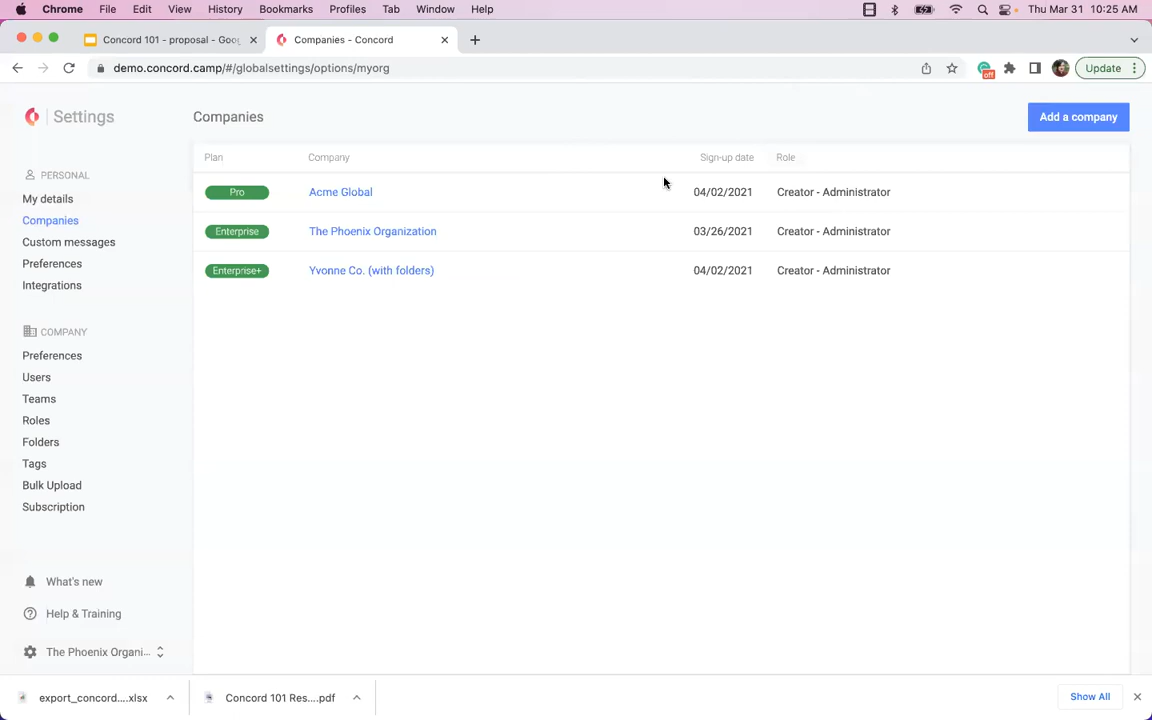 Chrome File Edit View History Bookmarks Profiles Tab Window Help Thu Mar 31 10:25 AM
Concord 101 - proposal - Goo Companies - Concord
demo.concord.camp/#/globalsettings/options/myorg off Update
Settings Companies Add a company
Plan Company Sign-up date Role
Pro Acme Global 04/02/2021 Creator - Administrator
Enterprise The Phoenix Organization 03/26/2021 Creator - Administrator
Enterprise+ Yvonne Co. (with folders) 04/02/2021 Creator - Administrator
PERSONAL
My details
Companies
Custom messages
Preferences
Integrations
COMPANY
Preferences
Users
Teams
Roles
Folders
Tags
Bulk Upload
Subscription
What's new
Help & Training
The Phoenix Organi...
export_concord....xlsx Concord 101 Res....pdf Show All